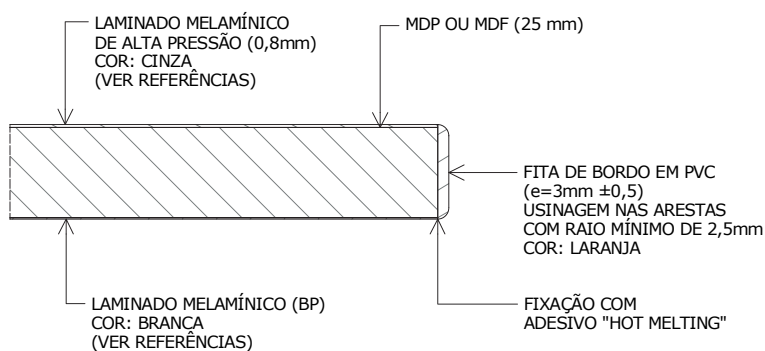 LAMINADO MELAMÍNICO
DE ALTA PRESSÃO (0,8mm)
COR: CINZA
(VER REFERÊNCIAS)
MDP OU MDF (25 mm)
FITA DE BORDO EM PVC
(e=3mm ±0,5)
USINAGEM NAS ARESTAS
COM RAIO MÍNIMO DE 2,5mm
COR: LARANJA
LAMINADO MELAMÍNICO (BP)
COR: BRANCA
(VER REFERÊNCIAS)
FIXAÇÃO COM
ADESIVO "HOT MELTING"